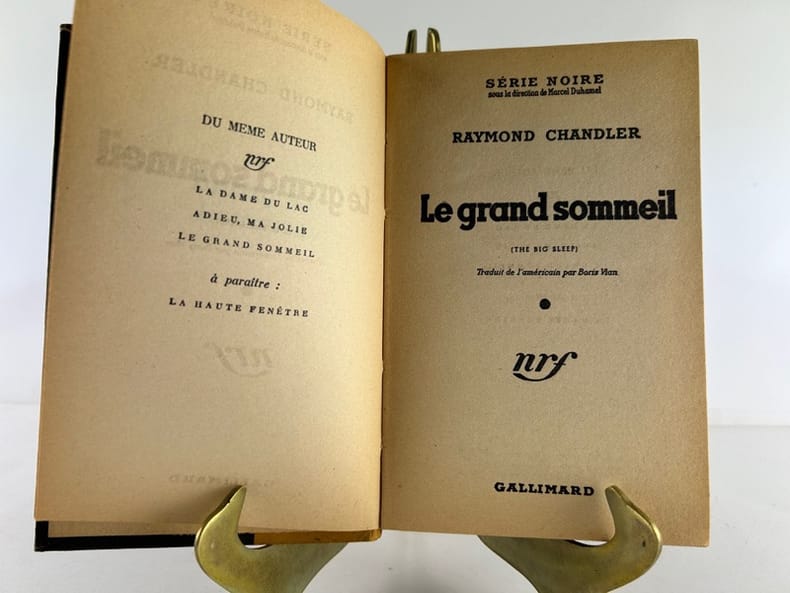 DU MEME AUTEUR
nrf
LA DAME DU LAC
ADIEU, MA JOLIE
LE GRAND SOMMEIL
à paraître :
LA HAUTE FENÊTRE
SÉRIE NOIRE
sous la direction de Marcel Duhamel
RAYMOND CHANDLER
Le grand sommeil
(THE BIG SLEEP)
Traduit de l'américain par Boris Vian
nrf
GALLIMARD